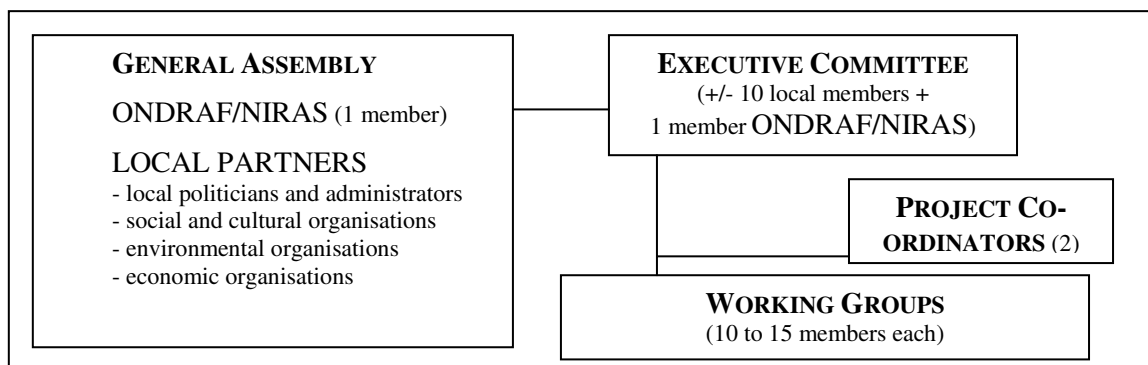 GENERAL ASSEMBLY
ONDRAF/NIRAS (1 member)
LOCAL PARTNERS
- local politicians and administrators
- social and cultural organisations
- environmental organisations
- economic organisations
EXECUTIVE COMMITTEE
(+/- 10 local members +
1 member ONDRAF/NIRAS)
PROJECT CO-
ORDINATORS (2)
WORKING GROUPS
(10 to 15 members each)